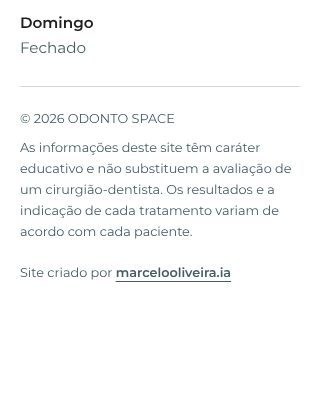 Domingo
Fechado
© 2026 ODONTO SPACE
As informações deste site têm caráter
educativo e não substituem a avaliação de
um cirurgião-dentista. Os resultados e a
indicação de cada tratamento variam de
acordo com cada paciente.
Site criado por marcelooliveira.ia